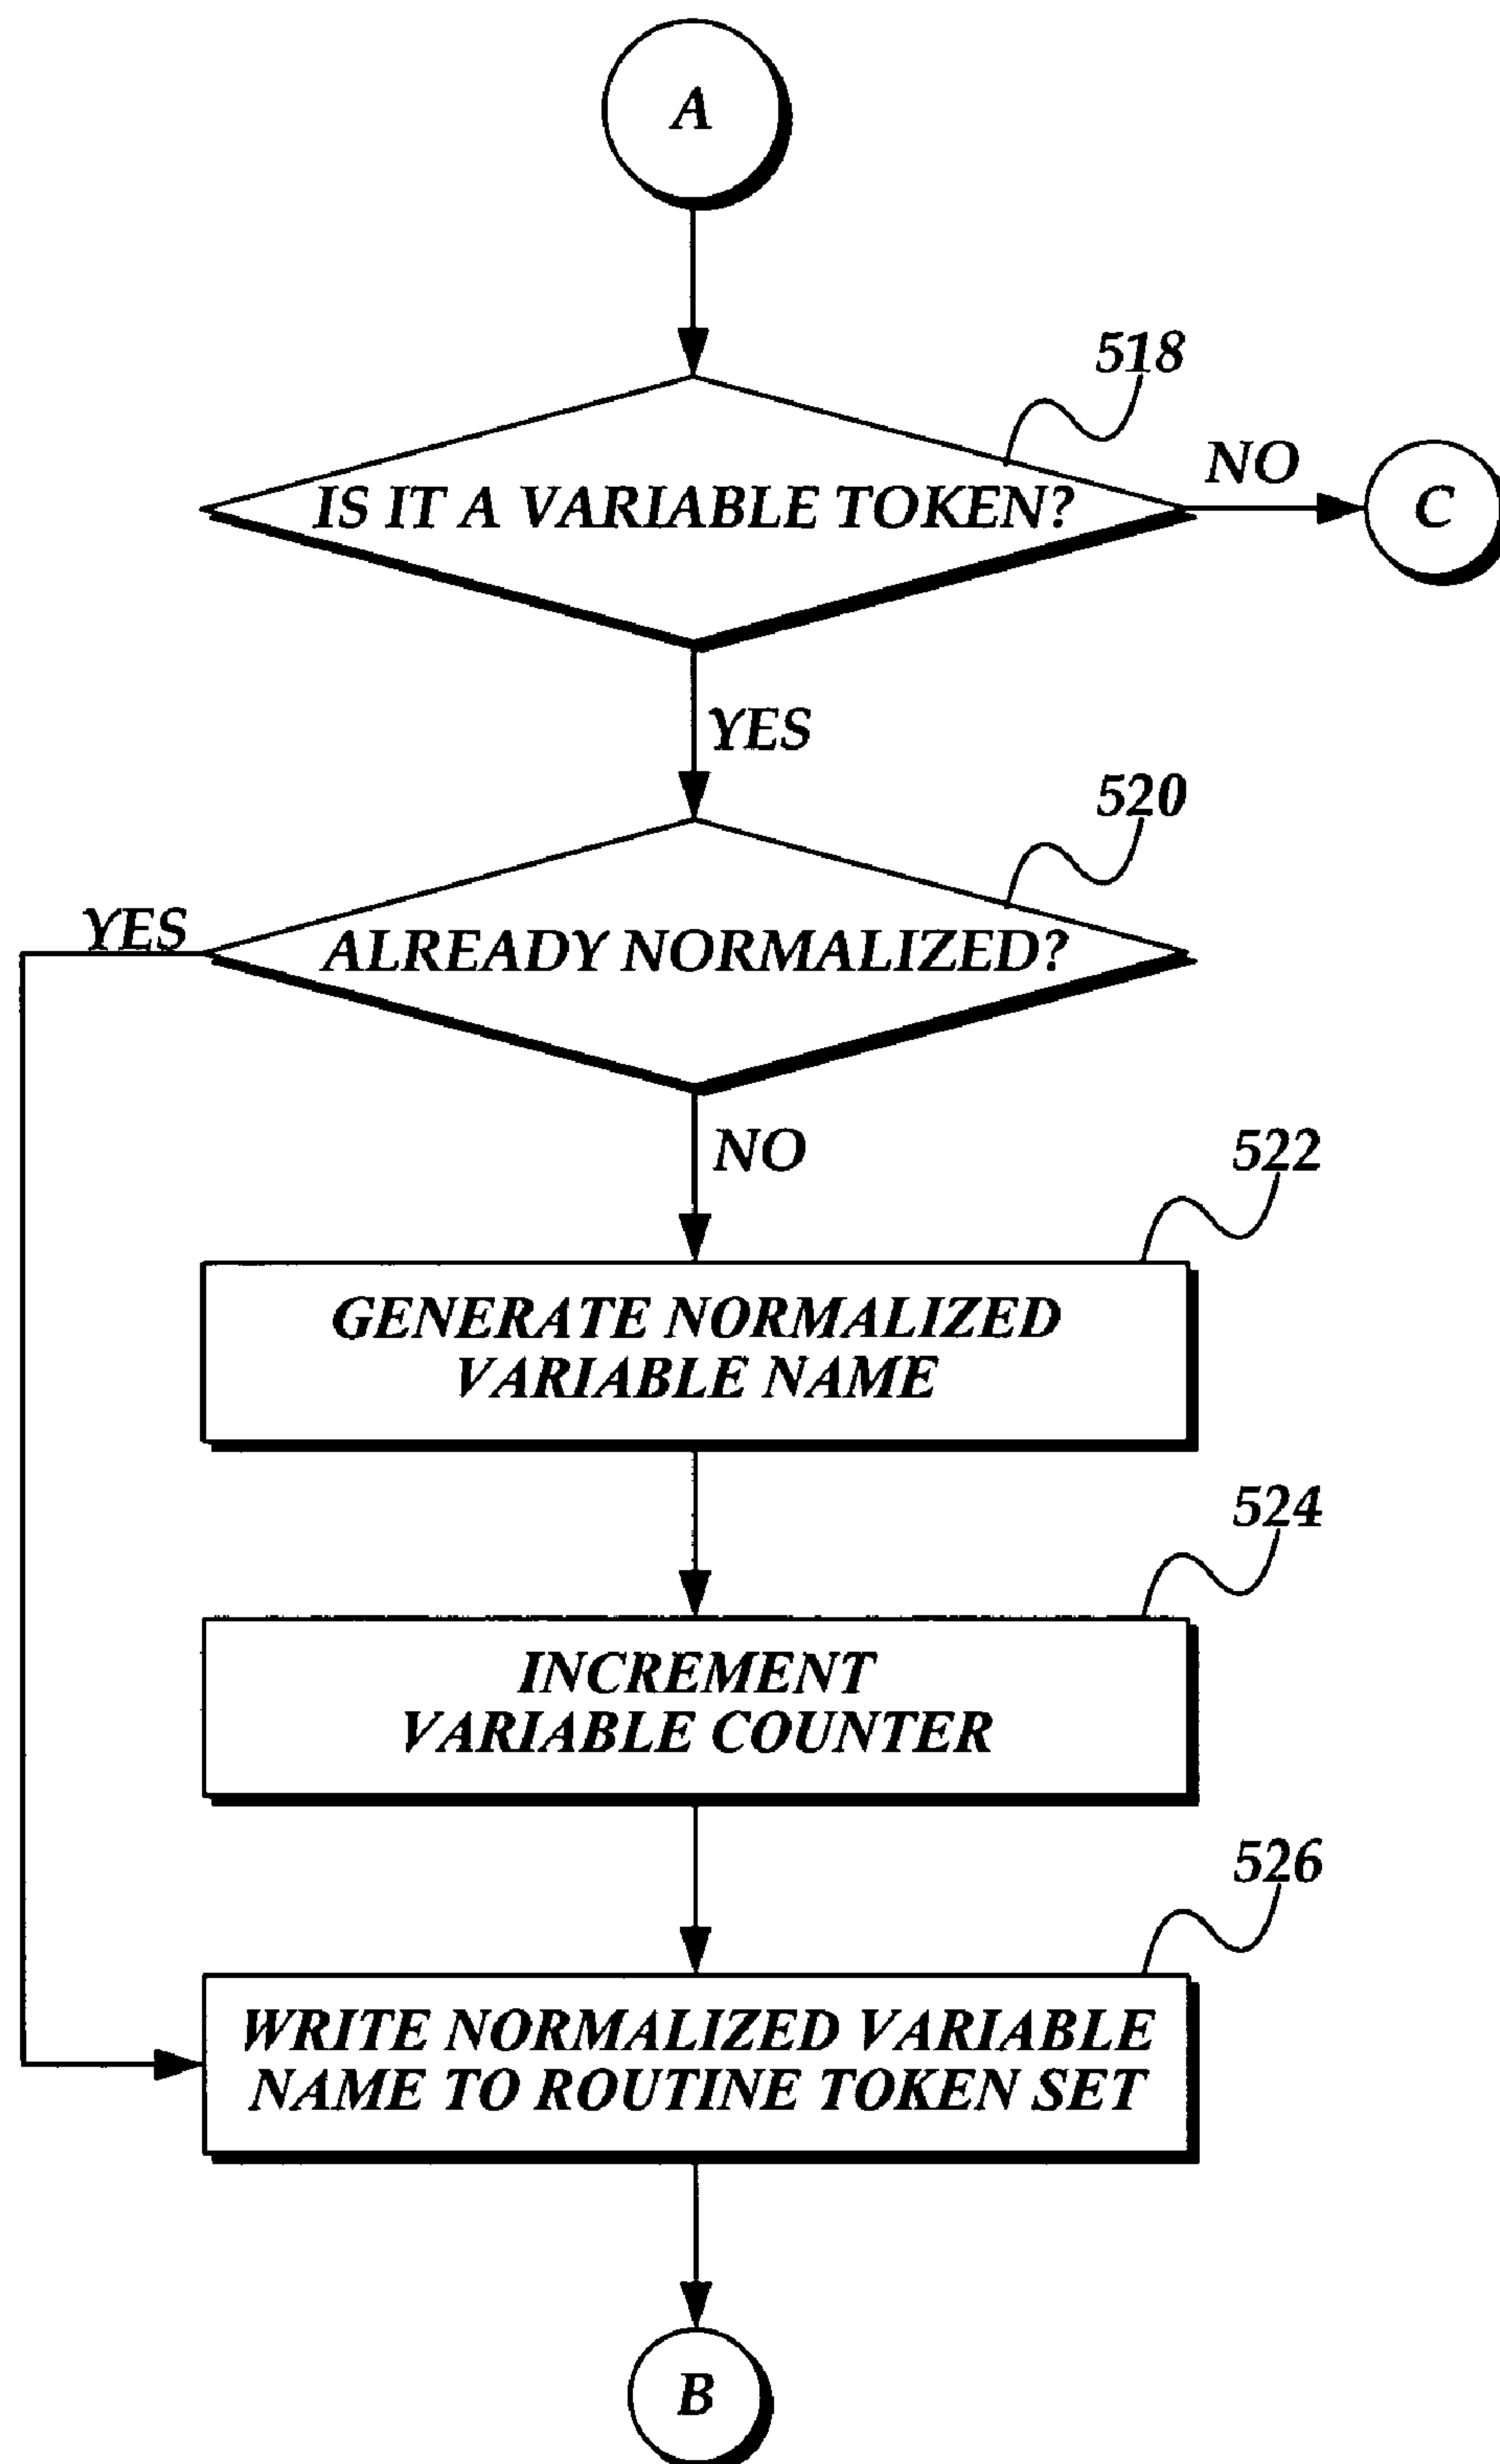 A
518
IS IT A VARIABLE TOKEN?
NO
C
YES
520
YES
ALREADY NORMALIZED?
NO
522
GENERATE NORMALIZED
VARIABLE NAME
524
INCREMENT
VARIABLE COUNTER
526
WRITE NORMALIZED VARIABLE
NAME TO ROUTINE TOKEN SET
B